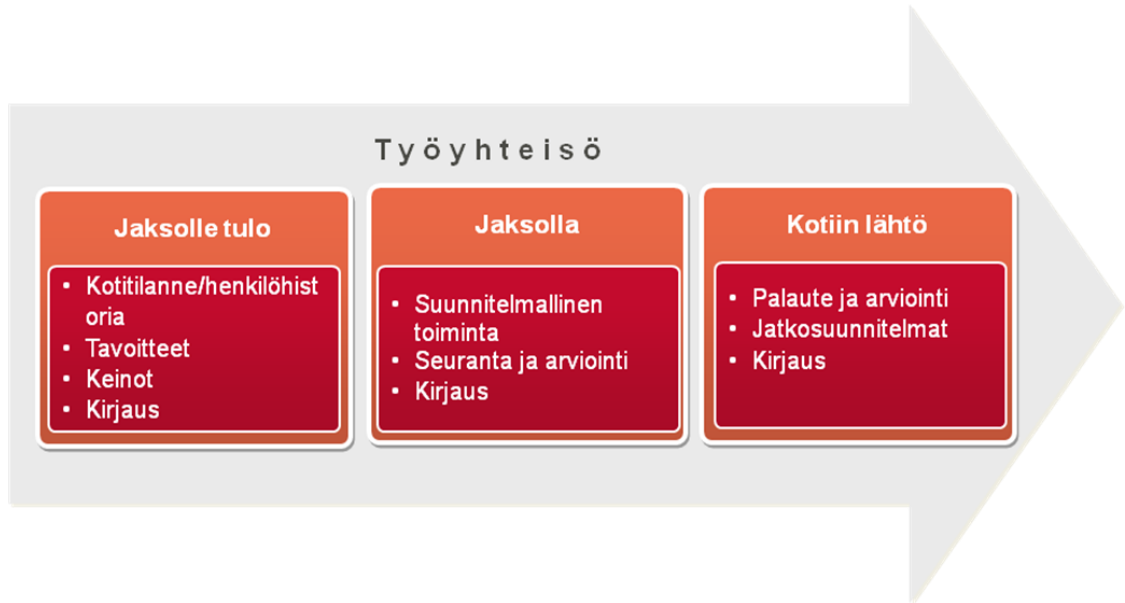 Työyhteisö
Jaksolle tulo
▪ Kotitilanne/henkilöhist
oria
▪ Tavoitteet
▪ Keinot
▪ Kirjaus
Jaksolla
▪ Suunnitelmallinen
toiminta
▪ Seuranta ja arviointi
▪ Kirjaus
Kotiin lähtö
▪ Palaute ja arviointi
▪ Jatkosuunnitelmat
▪ Kirjaus